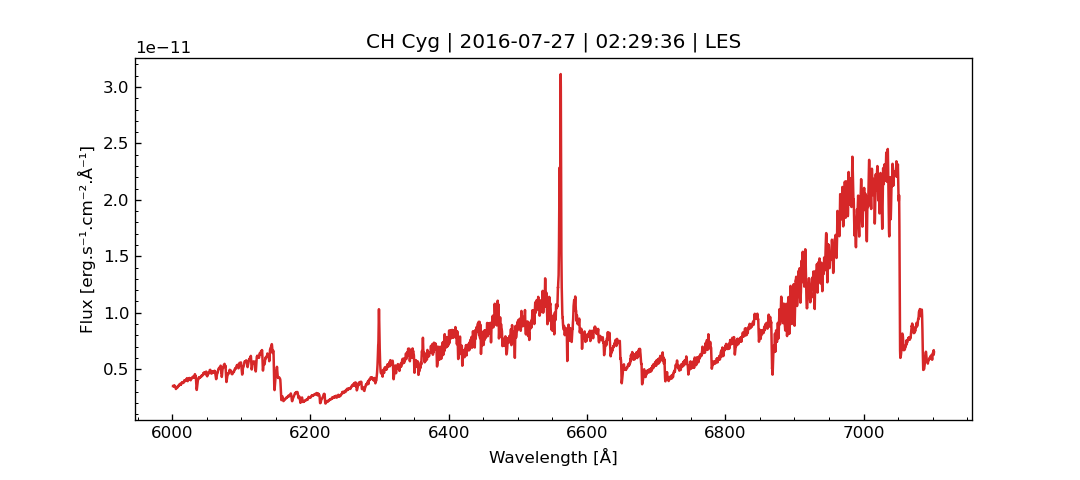 CH Cyg | 2016-07-27 | 02:29:36 | LES
1e−11
3.0
2.5
2.0
1.5
1.0
0.5
Flux [erg.s⁻¹.cm⁻².Å⁻¹]
6000 6200 6400 6600 6800 7000
Wavelength [Å]